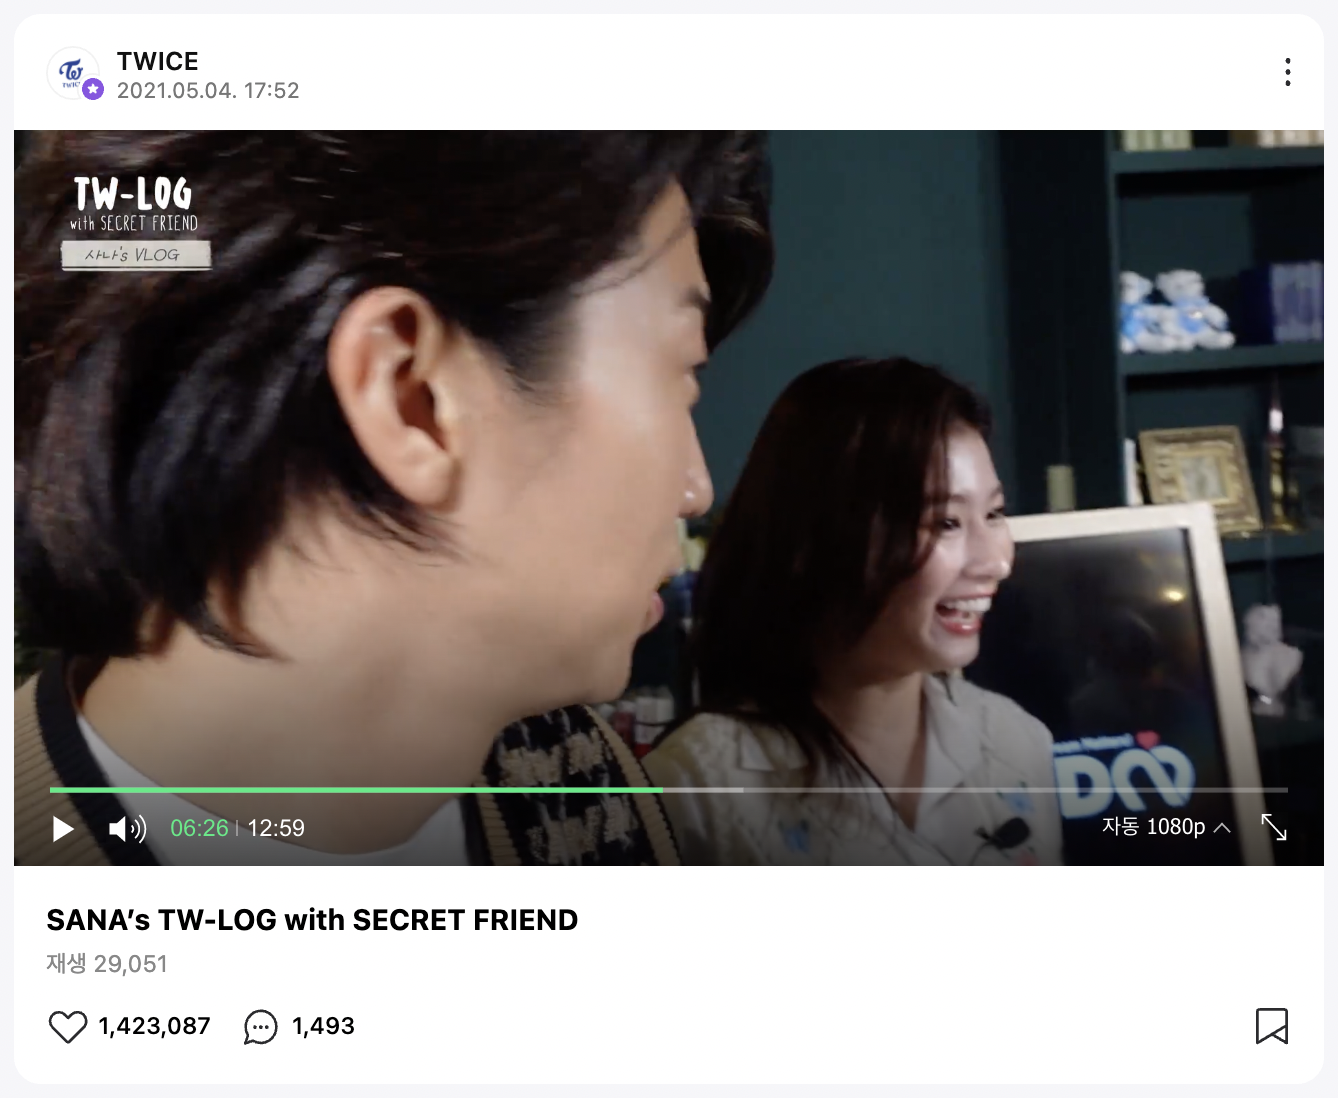 TWICE
2021.05.04. 17:52
TW-LOG
with SECRET FRIEND
사나's VLOG
06:26 | 12:59
자동 1080p
SANA's TW-LOG with SECRET FRIEND
재생 29,051
1,423,087
1,493